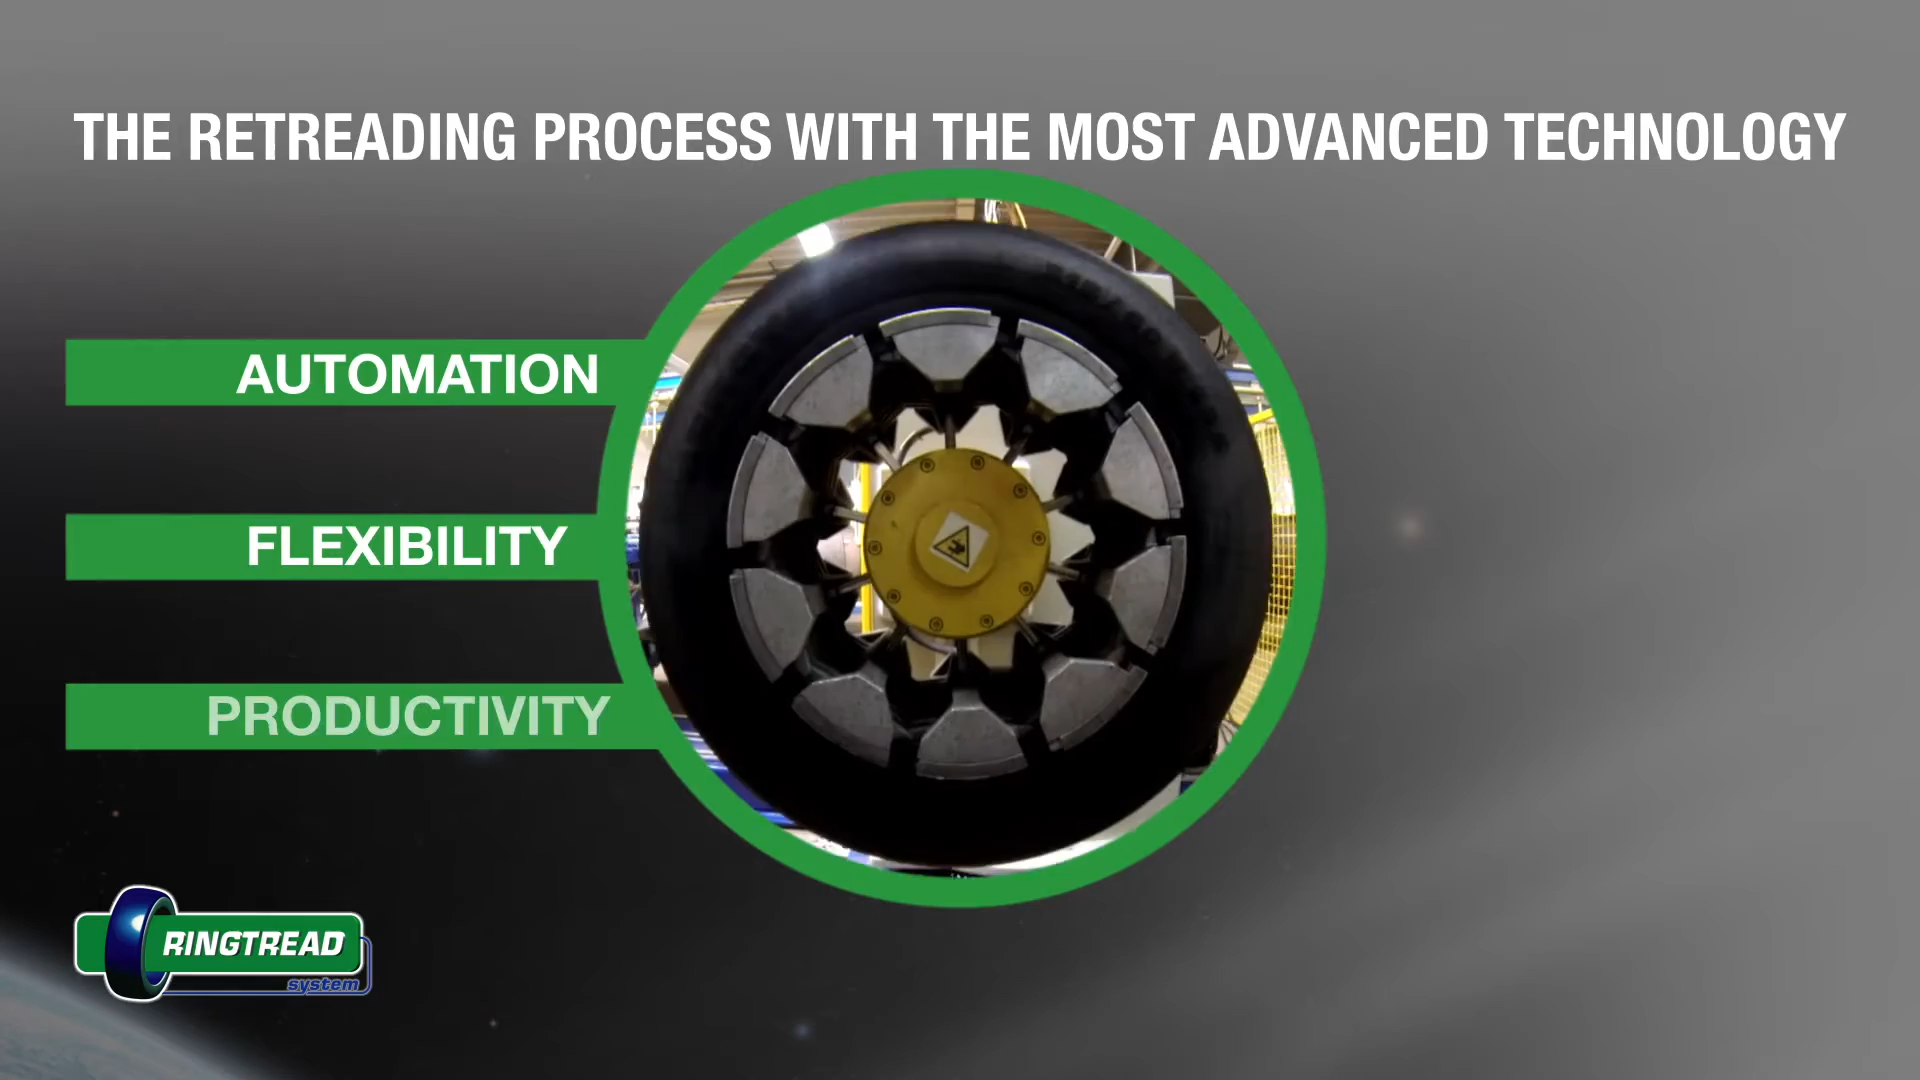 THE RETREADING PROCESS WITH THE MOST ADVANCED TECHNOLOGY
AUTOMATION
FLEXIBILITY
PRODUCTIVITY
RINGTREAD
system